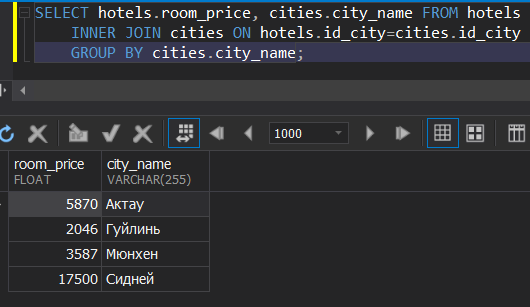 SELECT hotels.room_price, cities.city_name FROM hotels
INNER JOIN cities ON hotels.id_city=cities.id_city
GROUP BY cities.city_name;
1000
room_price city_name
FLOAT VARCHAR(255)
5870 Актау
2046 Гуйлинь
3587 Мюнхен
17500 Сидней